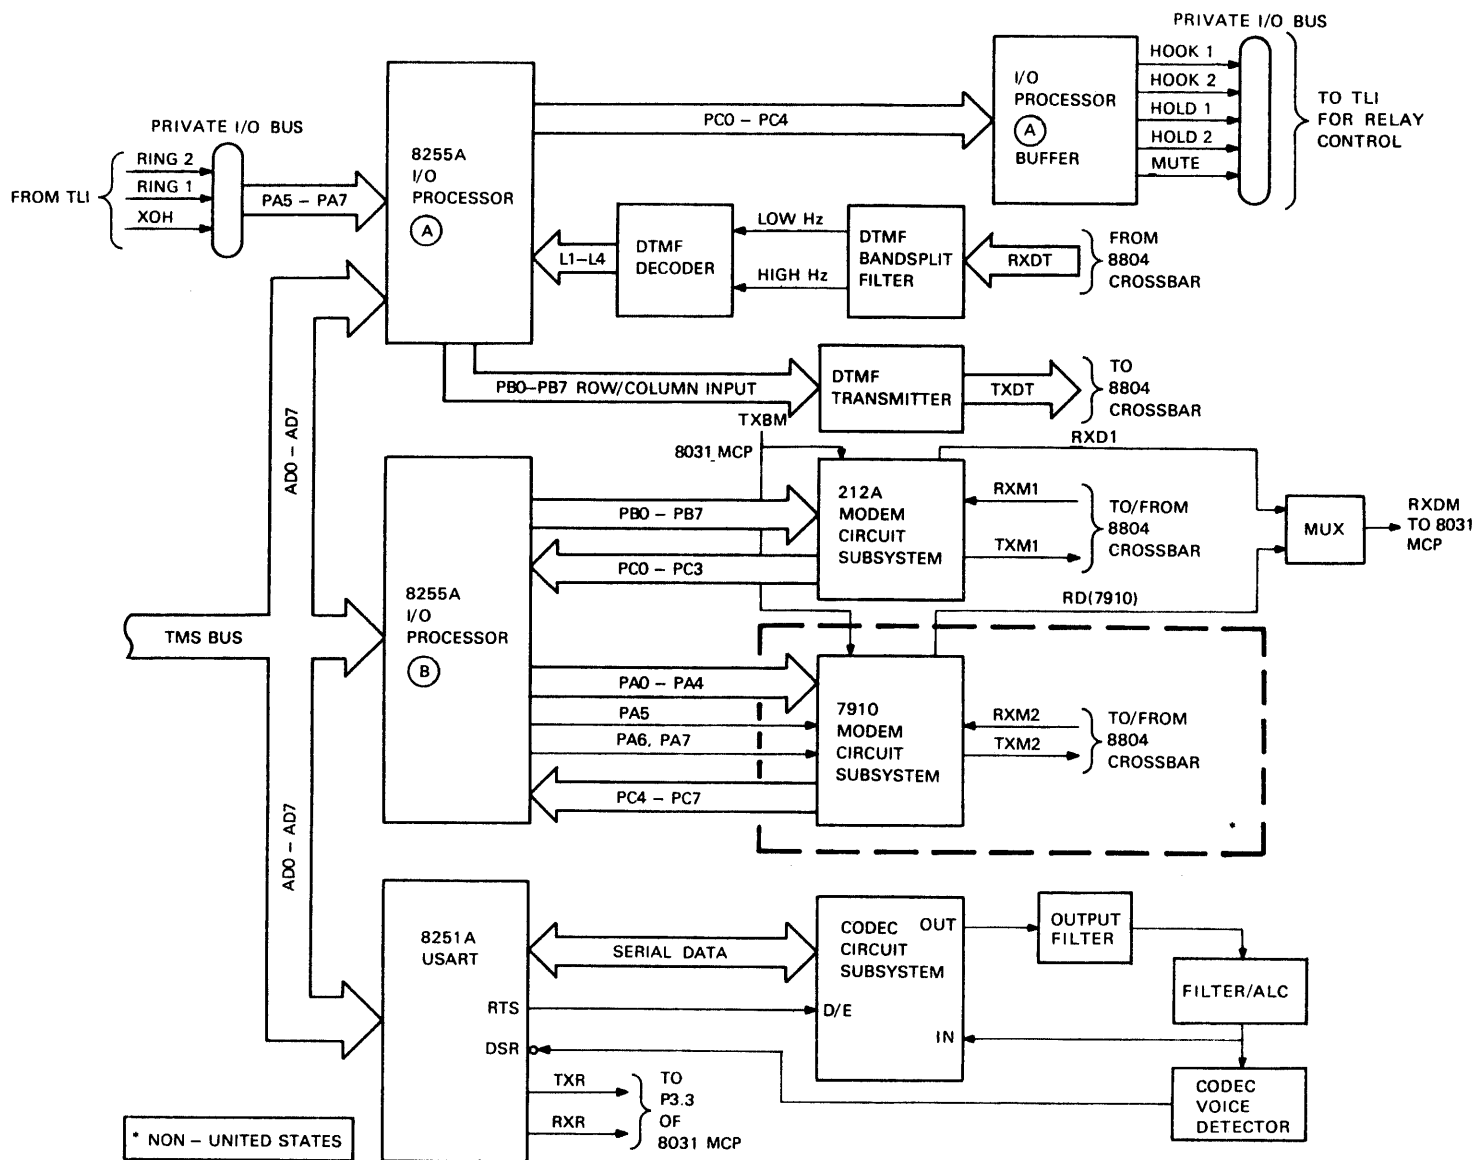 PRIVATE I/O BUS
HOOK 1
HOOK 2
HOLD 1
HOLD 2
MUTE
I/O
PROCESSOR
A
BUFFER
TO TLI
FOR RELAY
CONTROL
PC0 – PC4
PRIVATE I/O BUS
FROM TLI
RING 2
RING 1
XOH
PA5 – PA7
8255A
I/O
PROCESSOR
A
L1–L4
DTMF
DECODER
LOW Hz
HIGH Hz
DTMF
BANDSPLIT
FILTER
RXDT
FROM
8804
CROSSBAR
PB0–PB7 ROW/COLUMN INPUT
DTMF
TRANSMITTER
TXDT
TO
8804
CROSSBAR
AD0 – AD7
TXBM
8031 MCP
RXD1
8255A
I/O
PROCESSOR
B
PB0 – PB7
PC0 – PC3
212A
MODEM
CIRCUIT
SUBSYSTEM
RXM1
TXM1
TO/FROM
8804
CROSSBAR
MUX
RXDM
TO 8031
MCP
RD(7910)
TMS BUS
PA0 – PA4
PA5
PA6, PA7
PC4 – PC7
7910
MODEM
CIRCUIT
SUBSYSTEM
RXM2
TXM2
TO/FROM
8804
CROSSBAR
*
AD0 – AD7
8251A
USART
RTS
DSR
SERIAL DATA
CODEC
CIRCUIT
SUBSYSTEM
OUT
D/E
IN
OUTPUT
FILTER
FILTER/ALC
CODEC
VOICE
DETECTOR
TXR
RXR
TO
P3.3
OF
8031 MCP
* NON – UNITED STATES